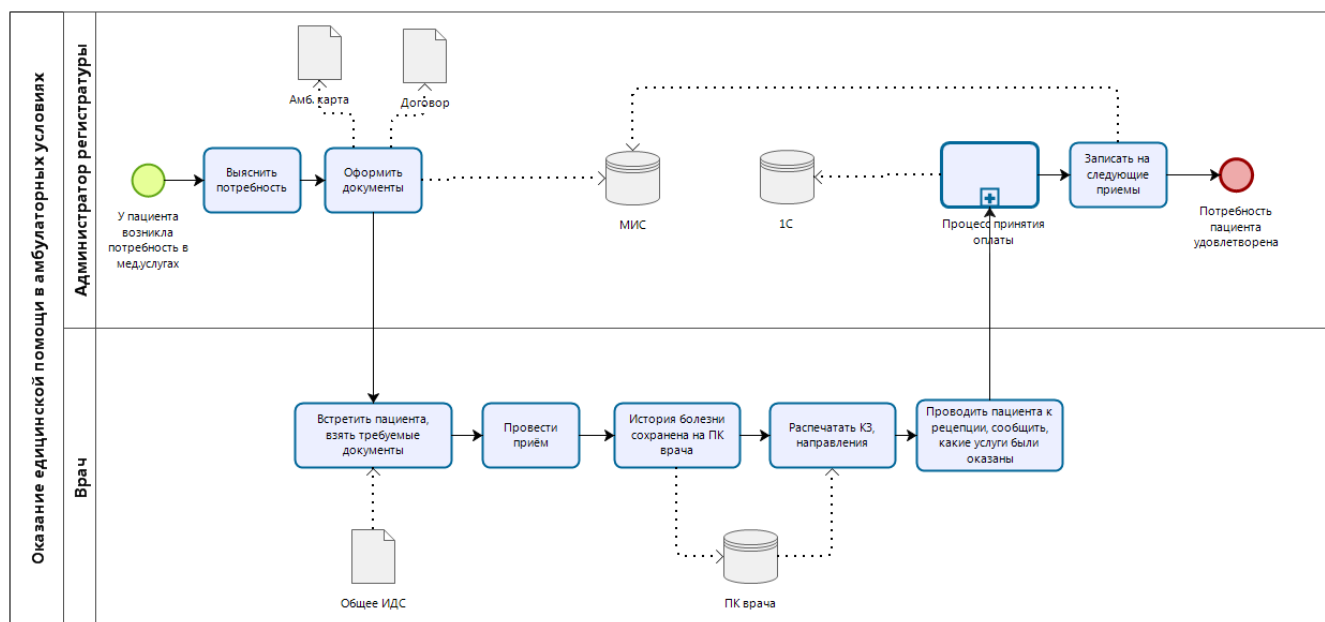 Оказание единской помощи в амбулаторных условиях
Администратор регистратуры
Амб. карта
Договор
Выяснить
потребность
Оформить
документы
У пациента
возникла
потребность в
мед.услугах
МИС
1С
Процесс принятия
оплаты
Записать на
следующие
приемы
Потребность
пациента
удовлетворена
Врач
Встретить пациента,
взять требуемые
документы
Провести
приём
История болезни
сохранена на ПК
врача
Распечатать КЗ,
направления
Проводить пациента к
рецепции, сообщить,
какие услуги были
оказаны
Общее ИДС
ПК врача